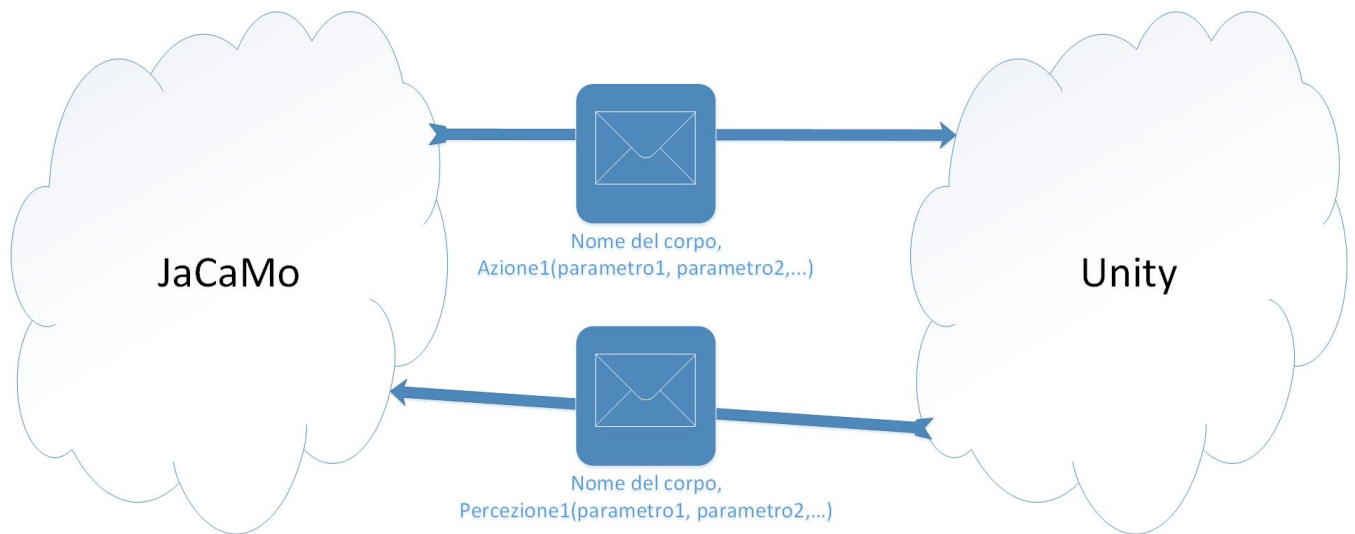 JaCaMo
Nome del corpo,
Azione1(parametro1, parametro2,...)
Unity
Nome del corpo,
Percezione1(parametro1, parametro2,...)